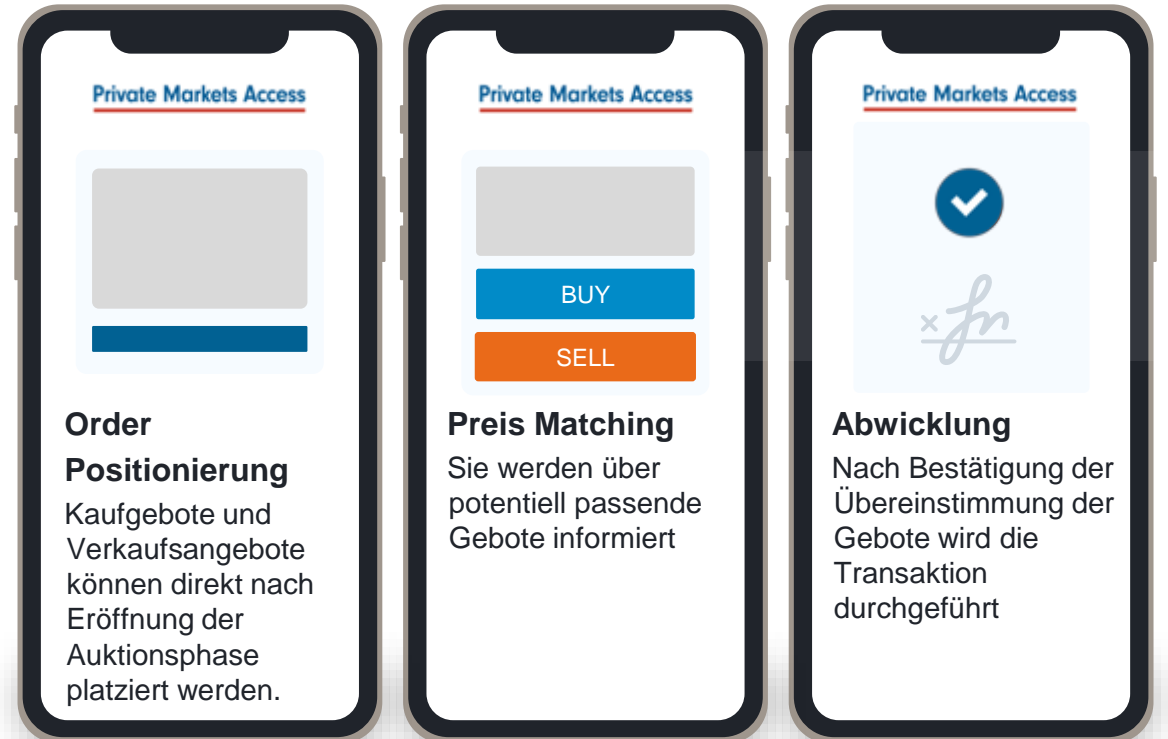 Private Markets Access
Order
Positionierung
Kaufgebote und
Verkaufsangebote
können direkt nach
Eröffnung der
Auktionsphase
platziert werden.
Private Markets Access
BUY
SELL
Preis Matching
Sie werden über
potentiell passende
Gebote informiert
Private Markets Access
Abwicklung
Nach Bestätigung der
Übereinstimmung der
Gebote wird die
Transaktion
durchgeführt